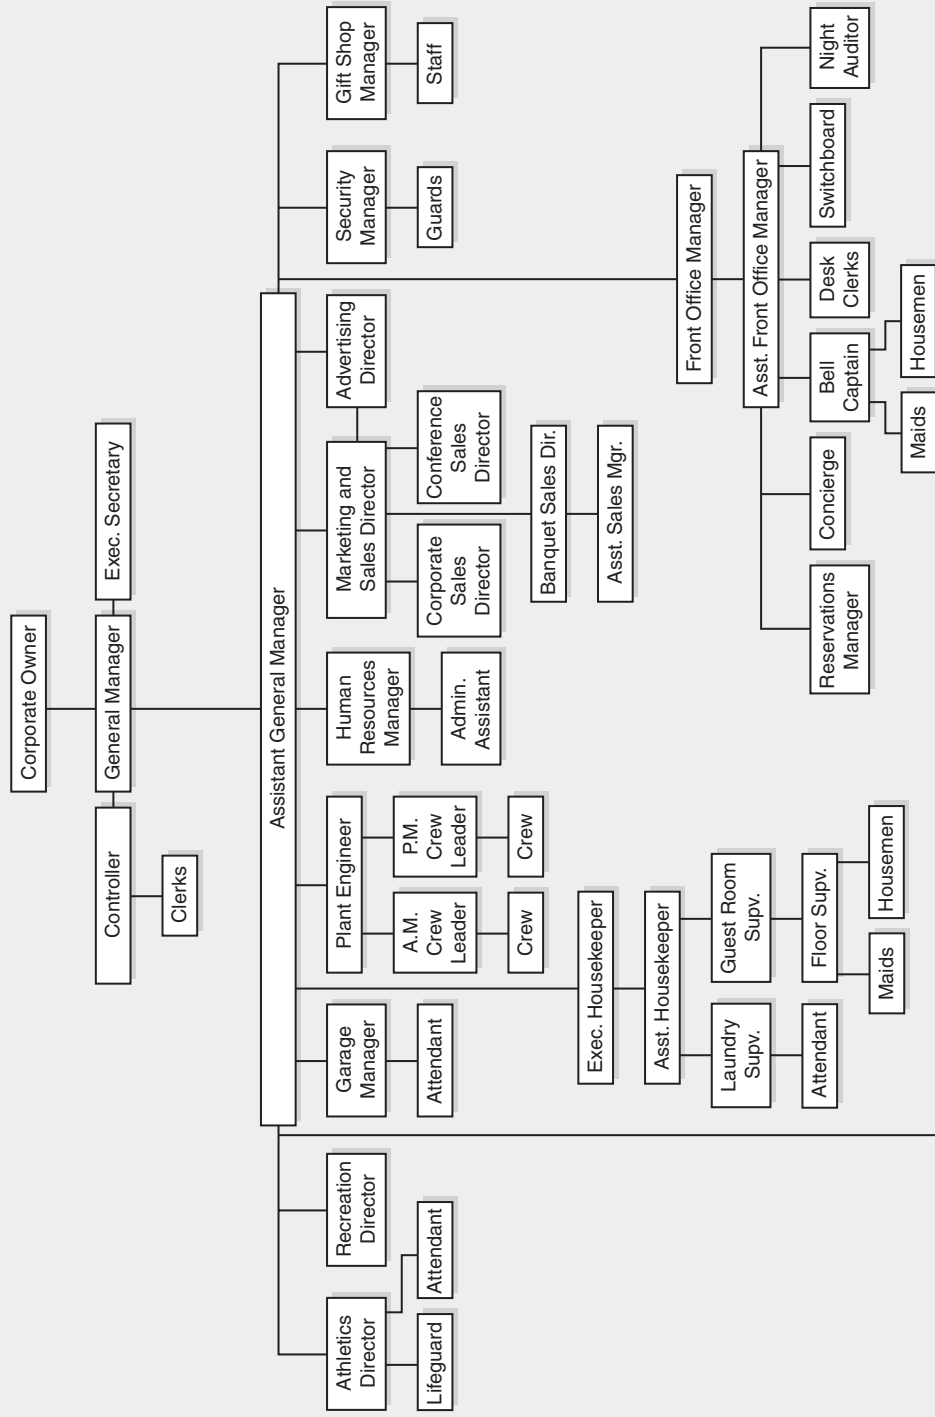 Corporate Owner
Controller
General Manager
Exec. Secretary
Clerks
Assistant General Manager
Athletics
Director
Recreation
Director
Garage
Manager
Plant Engineer
Human
Resources
Manager
Marketing and
Sales Director
Advertising
Director
Security
Manager
Gift Shop
Manager
Lifeguard
Attendant
Attendant
A.M.
Crew
Leader
P.M.
Crew
Leader
Admin.
Assistant
Corporate
Sales
Director
Conference
Sales
Director
Guards
Staff
Crew
Crew
Banquet Sales Dir.
Asst. Sales Mgr.
Exec. Housekeeper
Asst. Housekeeper
Laundry
Supv.
Guest Room
Supv.
Attendant
Floor Supv.
Maids
Housemen
Front Office Manager
Asst. Front Office Manager
Reservations
Manager
Concierge
Bell
Captain
Desk
Clerks
Switchboard
Night
Auditor
Maids
Housemen